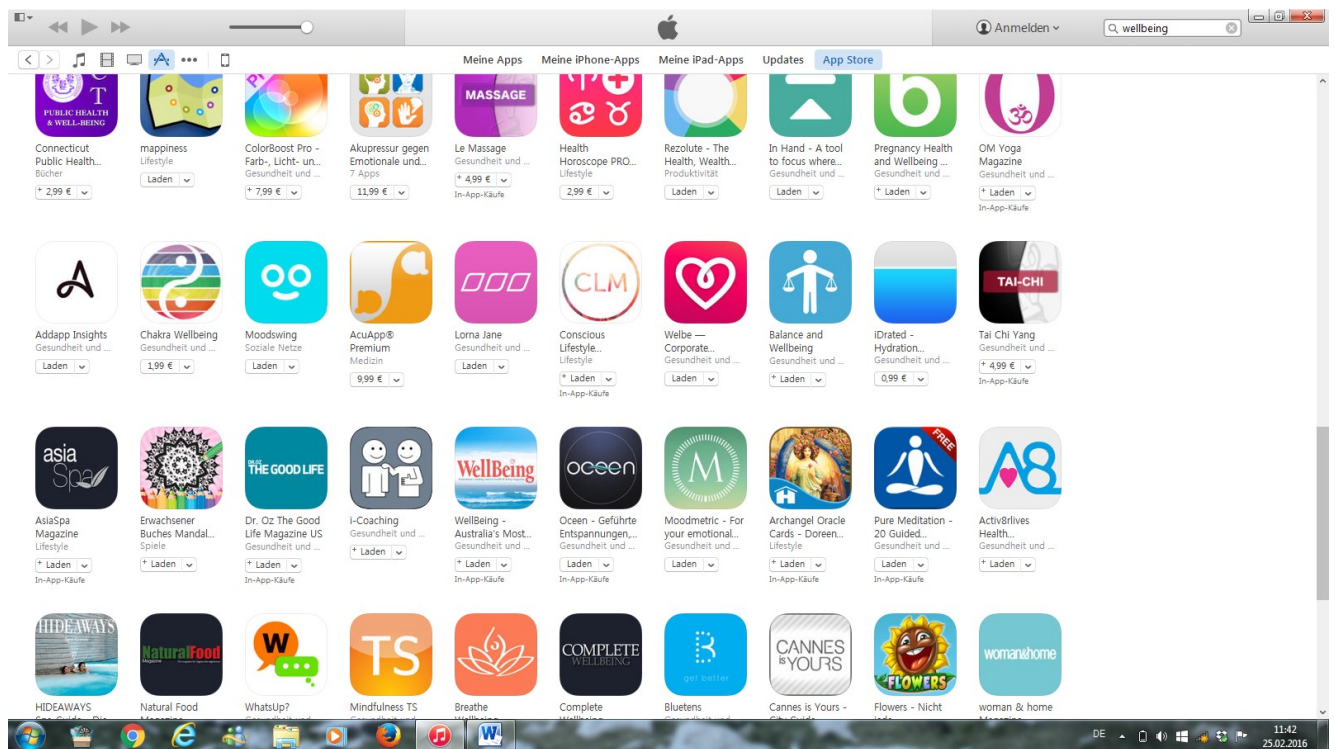 Anmelden
wellbeing
Meine Apps Meine iPhone-Apps Meine iPad-Apps Updates App Store
C T
PUBLIC HEALTH
& WELL-BEING
MASSAGE
Connecticut
Public Health...
Bücher
+ 2,99 €
mappiness
Lifestyle
Laden
ColorBoost Pro -
Farb-, Licht- un...
Gesundheit und ...
+ 7,99 €
Akupressur gegen
Emotionale und...
7 Apps
11,99 €
Le Massage
Gesundheit und ...
+ 4,99 €
In-App-Käufe
Health
Horoscope PRO...
Lifestyle
2,99 €
Rezolute - The
Health, Wealth...
Produktivität
Laden
In Hand - A tool
to focus where...
Gesundheit und ...
Laden
Pregnancy Health
and Wellbeing ...
Gesundheit und ...
+ Laden
OM Yoga
Magazine
Gesundheit und ...
+ Laden
In-App-Käufe
A
Addapp Insights
Gesundheit und ...
Laden
Chakra Wellbeing
Gesundheit und ...
1,99 €
Moodswing
Soziale Netze
Laden
AcuApp®
Premium
Medizin
9,99 €
Lorna Jane
Gesundheit und ...
Laden
CLM
Conscious
Lifestyle...
Lifestyle
+ Laden
In-App-Käufe
Welbe —
Corporate...
Gesundheit und ...
Laden
Balance and
Wellbeing
Gesundheit und ...
+ Laden
iDrated -
Hydration...
Gesundheit und ...
0,99 €
TAI-CHI
Tai Chi Yang
Gesundheit und ...
+ 4,99 €
In-App-Käufe
asia
Spa
AsiaSpa
Magazine
Lifestyle
+ Laden
In-App-Käufe
Erwachsener
Buches Mandal...
Spiele
+ Laden
DR.OZ
THE GOOD LIFE
Dr. Oz The Good
Life Magazine US
Gesundheit und ...
+ Laden
In-App-Käufe
i-Coaching
Gesundheit und ...
+ Laden
WellBeing
WellBeing -
Australia's Most...
Gesundheit und ...
+ Laden
In-App-Käufe
oceen
Oceen - Geführte
Entspannungen,...
Gesundheit und ...
Laden
In-App-Käufe
M
Moodmetric - For
your emotional...
Gesundheit und ...
Laden
Archangel Oracle
Cards - Doreen...
Lifestyle
+ Laden
In-App-Käufe
FREE
Pure Meditation -
20 Guided...
Gesundheit und ...
Laden
In-App-Käufe
A8
Activ8rlives
Health...
Gesundheit und ...
+ Laden
HIDEAWAYS
HIDEAWAYS
NaturalFood
Magazine
Natural Food
W
WhatsUp?
TS
Mindfulness TS
Breathe
Wellbeing
COMPLETE
WELLBEING
Complete
Wellbeing
get better
Bluetens
CANNES
is YOURS
Cannes is Yours -
City Guide
FLOWERS
Flowers - Nicht
woman&home
woman & home
Magazine
DE
11:42
25.02.2016